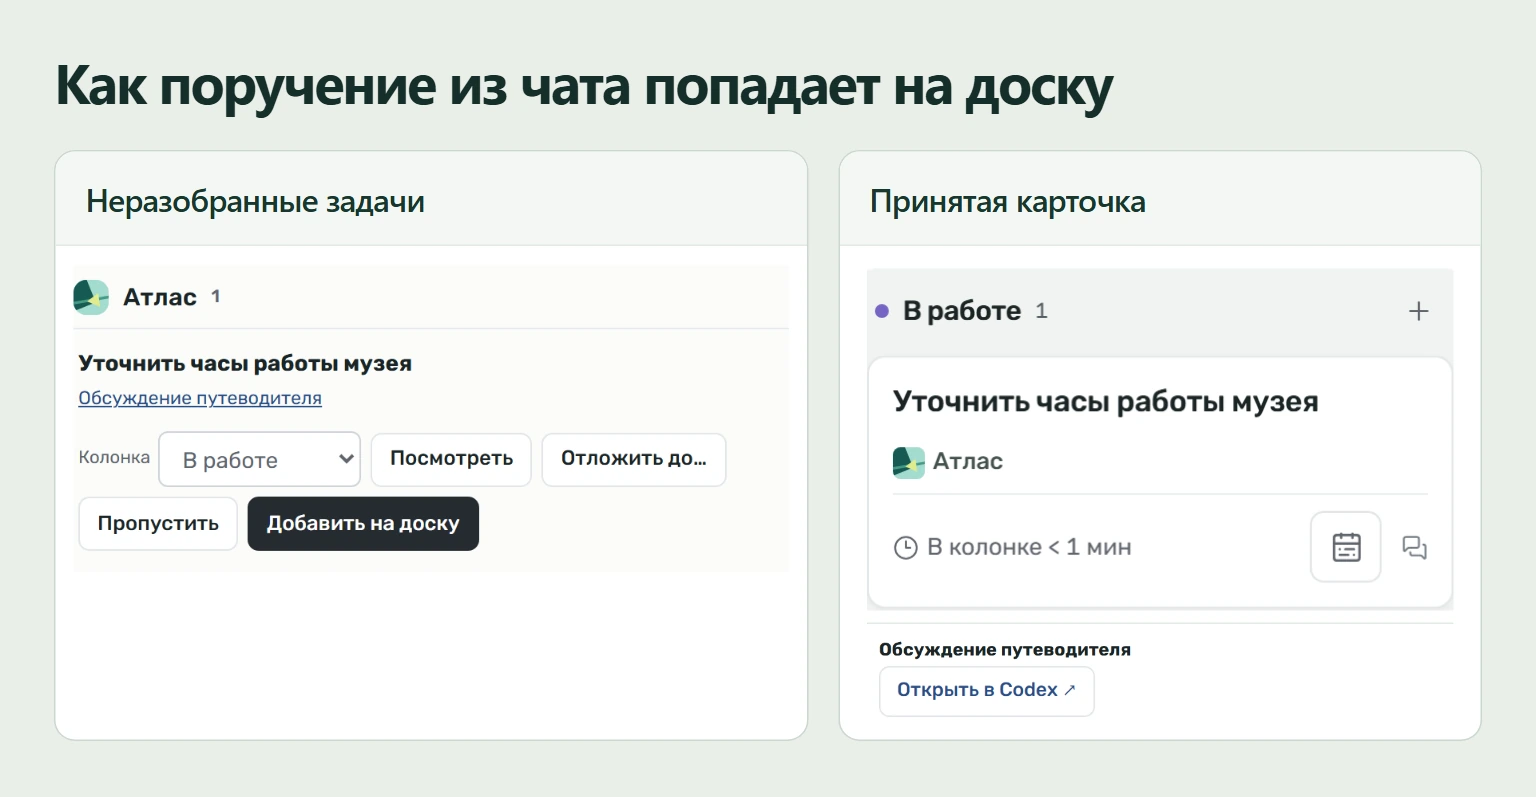 Как поручение из чата попадает на доску
Неразобранные задачи
Атлас 1
Уточнить часы работы музея
Обсуждение путеводителя
Колонка В работе Посмотреть Отложить до...
Пропустить Добавить на доску
Принятая карточка
В работе 1
Уточнить часы работы музея
Атлас
В колонке < 1 мин
Обсуждение путеводителя
Открыть в Codex ↗